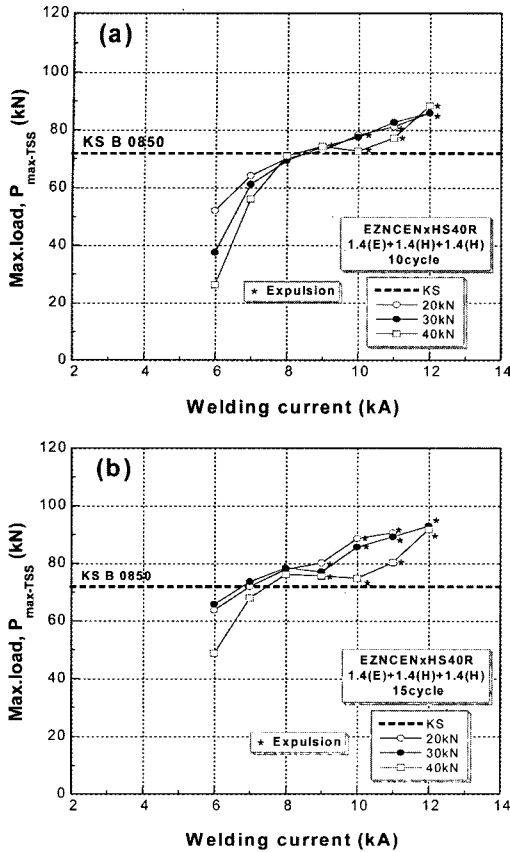 (a)
120
100
80
60
40
20
0
Max.load, P max-TSS (kN)
KS B 0850
EZNCENxHS40R
1.4(E)+1.4(H)+1.4(H)
10cycle
* Expulsion
KS
20kN
30kN
40kN
2 4 6 8 10 12 14
Welding current (kA)
(b)
120
100
80
60
40
20
0
Max.load, P max-TSS (kN)
KS B 0850
EZNCENxHS40R
1.4(E)+1.4(H)+1.4(H)
15cycle
* Expulsion
KS
20kN
30kN
40kN
2 4 6 8 10 12 14
Welding current (kA)